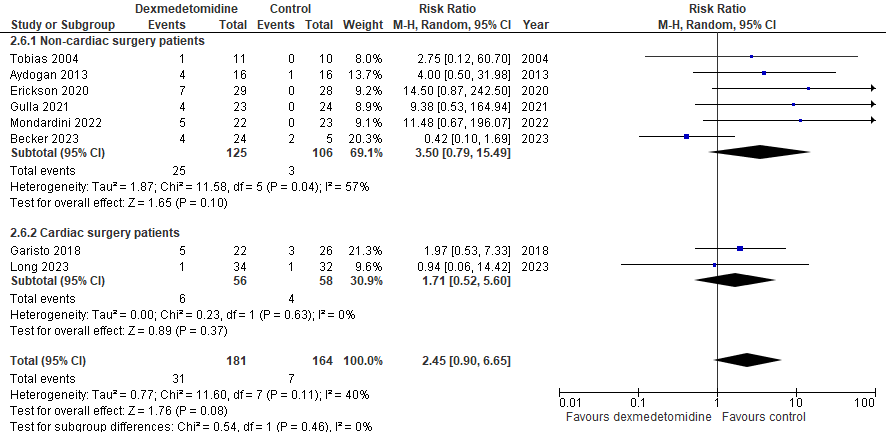 Dexmedetomidine Control Risk Ratio Risk Ratio
Study or Subgroup Events Total Events Total Weight M-H, Random, 95% CI Year M-H, Random, 95% CI
2.6.1 Non-cardiac surgery patients
Tobias 2004 1 11 0 10 8.0% 2.75 [0.12, 60.70] 2004
Aydogan 2013 4 16 1 16 13.7% 4.00 [0.50, 31.98] 2013
Erickson 2020 7 29 0 28 9.2% 14.50 [0.87, 242.50] 2020
Gulla 2021 4 23 0 24 8.9% 9.38 [0.53, 164.94] 2021
Mondardini 2022 5 22 0 23 9.0% 11.48 [0.67, 196.07] 2022
Becker 2023 4 24 2 5 20.3% 0.42 [0.10, 1.69] 2023
Subtotal (95% CI) 125 106 69.1% 3.50 [0.79, 15.49]
Total events 25 3
Heterogeneity: Tau² = 1.87; Chi² = 11.58, df = 5 (P = 0.04); I² = 57%
Test for overall effect: Z = 1.65 (P = 0.10)
2.6.2 Cardiac surgery patients
Garisto 2018 5 22 3 26 21.3% 1.97 [0.53, 7.33] 2018
Long 2023 1 34 1 32 9.6% 0.94 [0.06, 14.42] 2023
Subtotal (95% CI) 56 58 30.9% 1.71 [0.52, 5.60]
Total events 6 4
Heterogeneity: Tau² = 0.00; Chi² = 0.23, df = 1 (P = 0.63); I² = 0%
Test for overall effect: Z = 0.89 (P = 0.37)
Total (95% CI) 181 164 100.0% 2.45 [0.90, 6.65]
Total events 31 7
Heterogeneity: Tau² = 0.77; Chi² = 11.60, df = 7 (P = 0.11); I² = 40%
Test for overall effect: Z = 1.76 (P = 0.08)
Test for subgroup differences: Chi² = 0.54, df = 1 (P = 0.46), I² = 0%
0.01 0.1 1 10 100
Favours dexmedetomidine Favours control